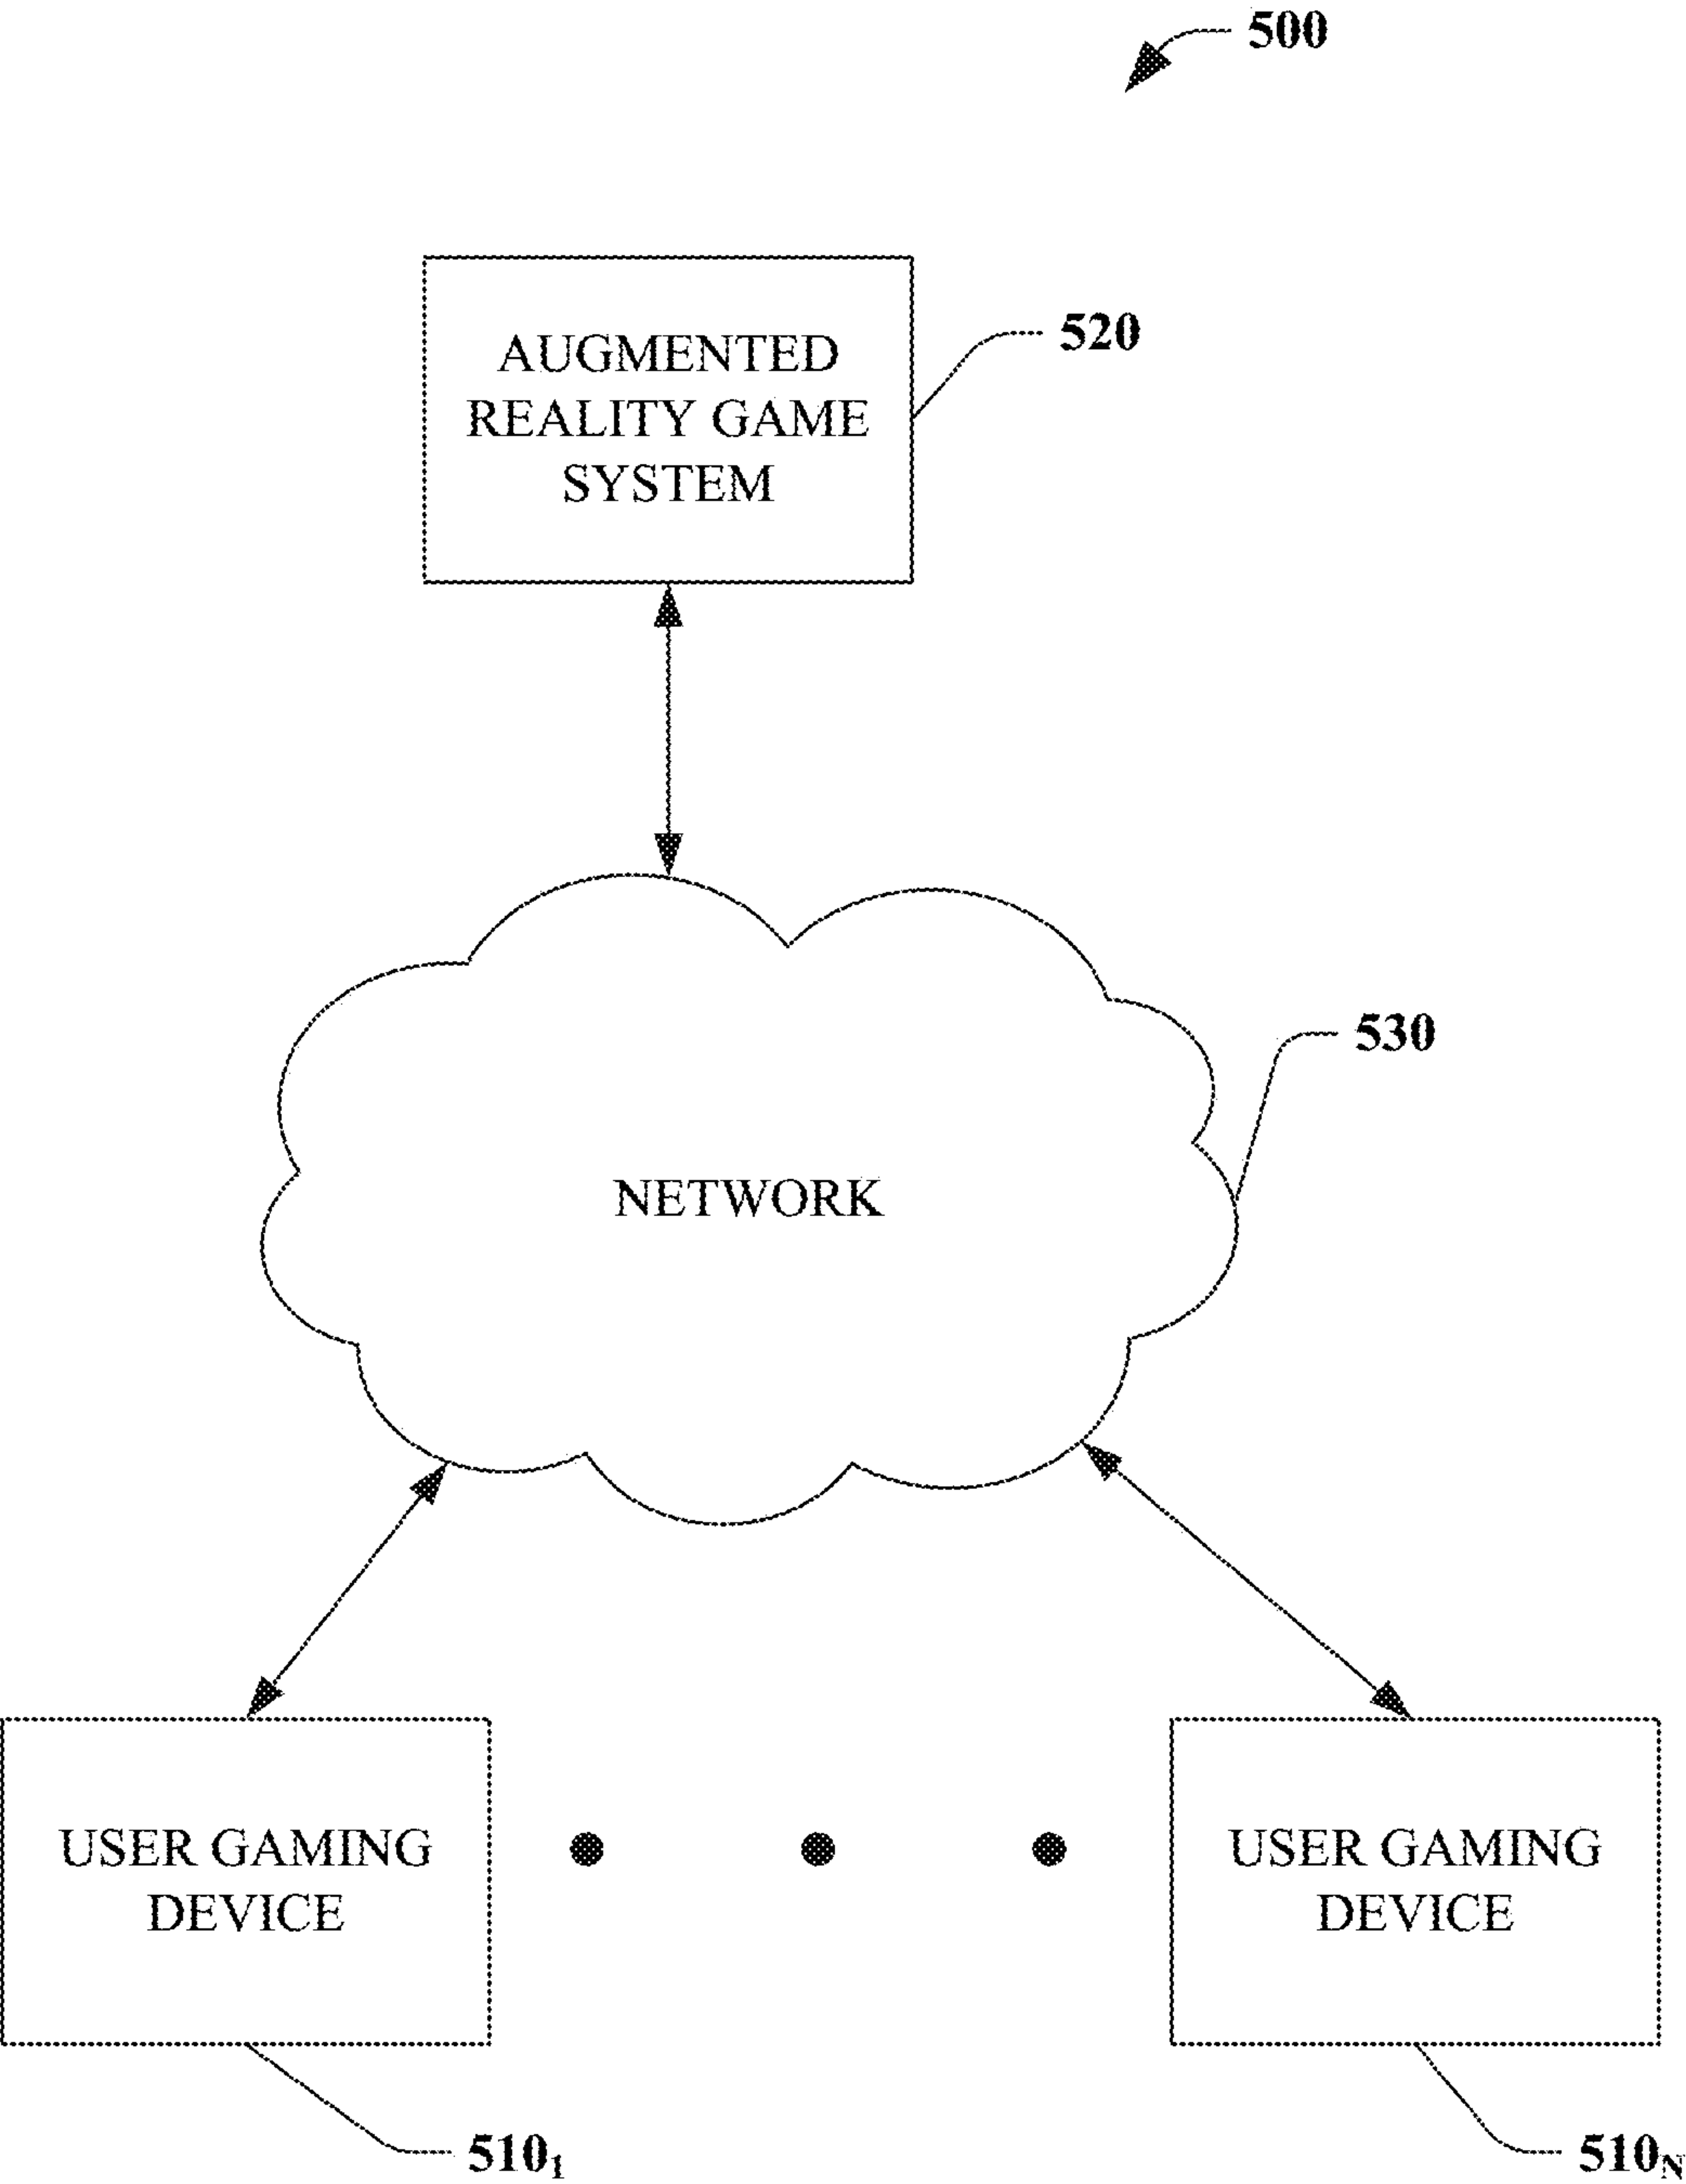 500
AUGMENTED
REALITY GAME
SYSTEM
520
530
NETWORK
USER GAMING
DEVICE
USER GAMING
DEVICE
510₁
510N